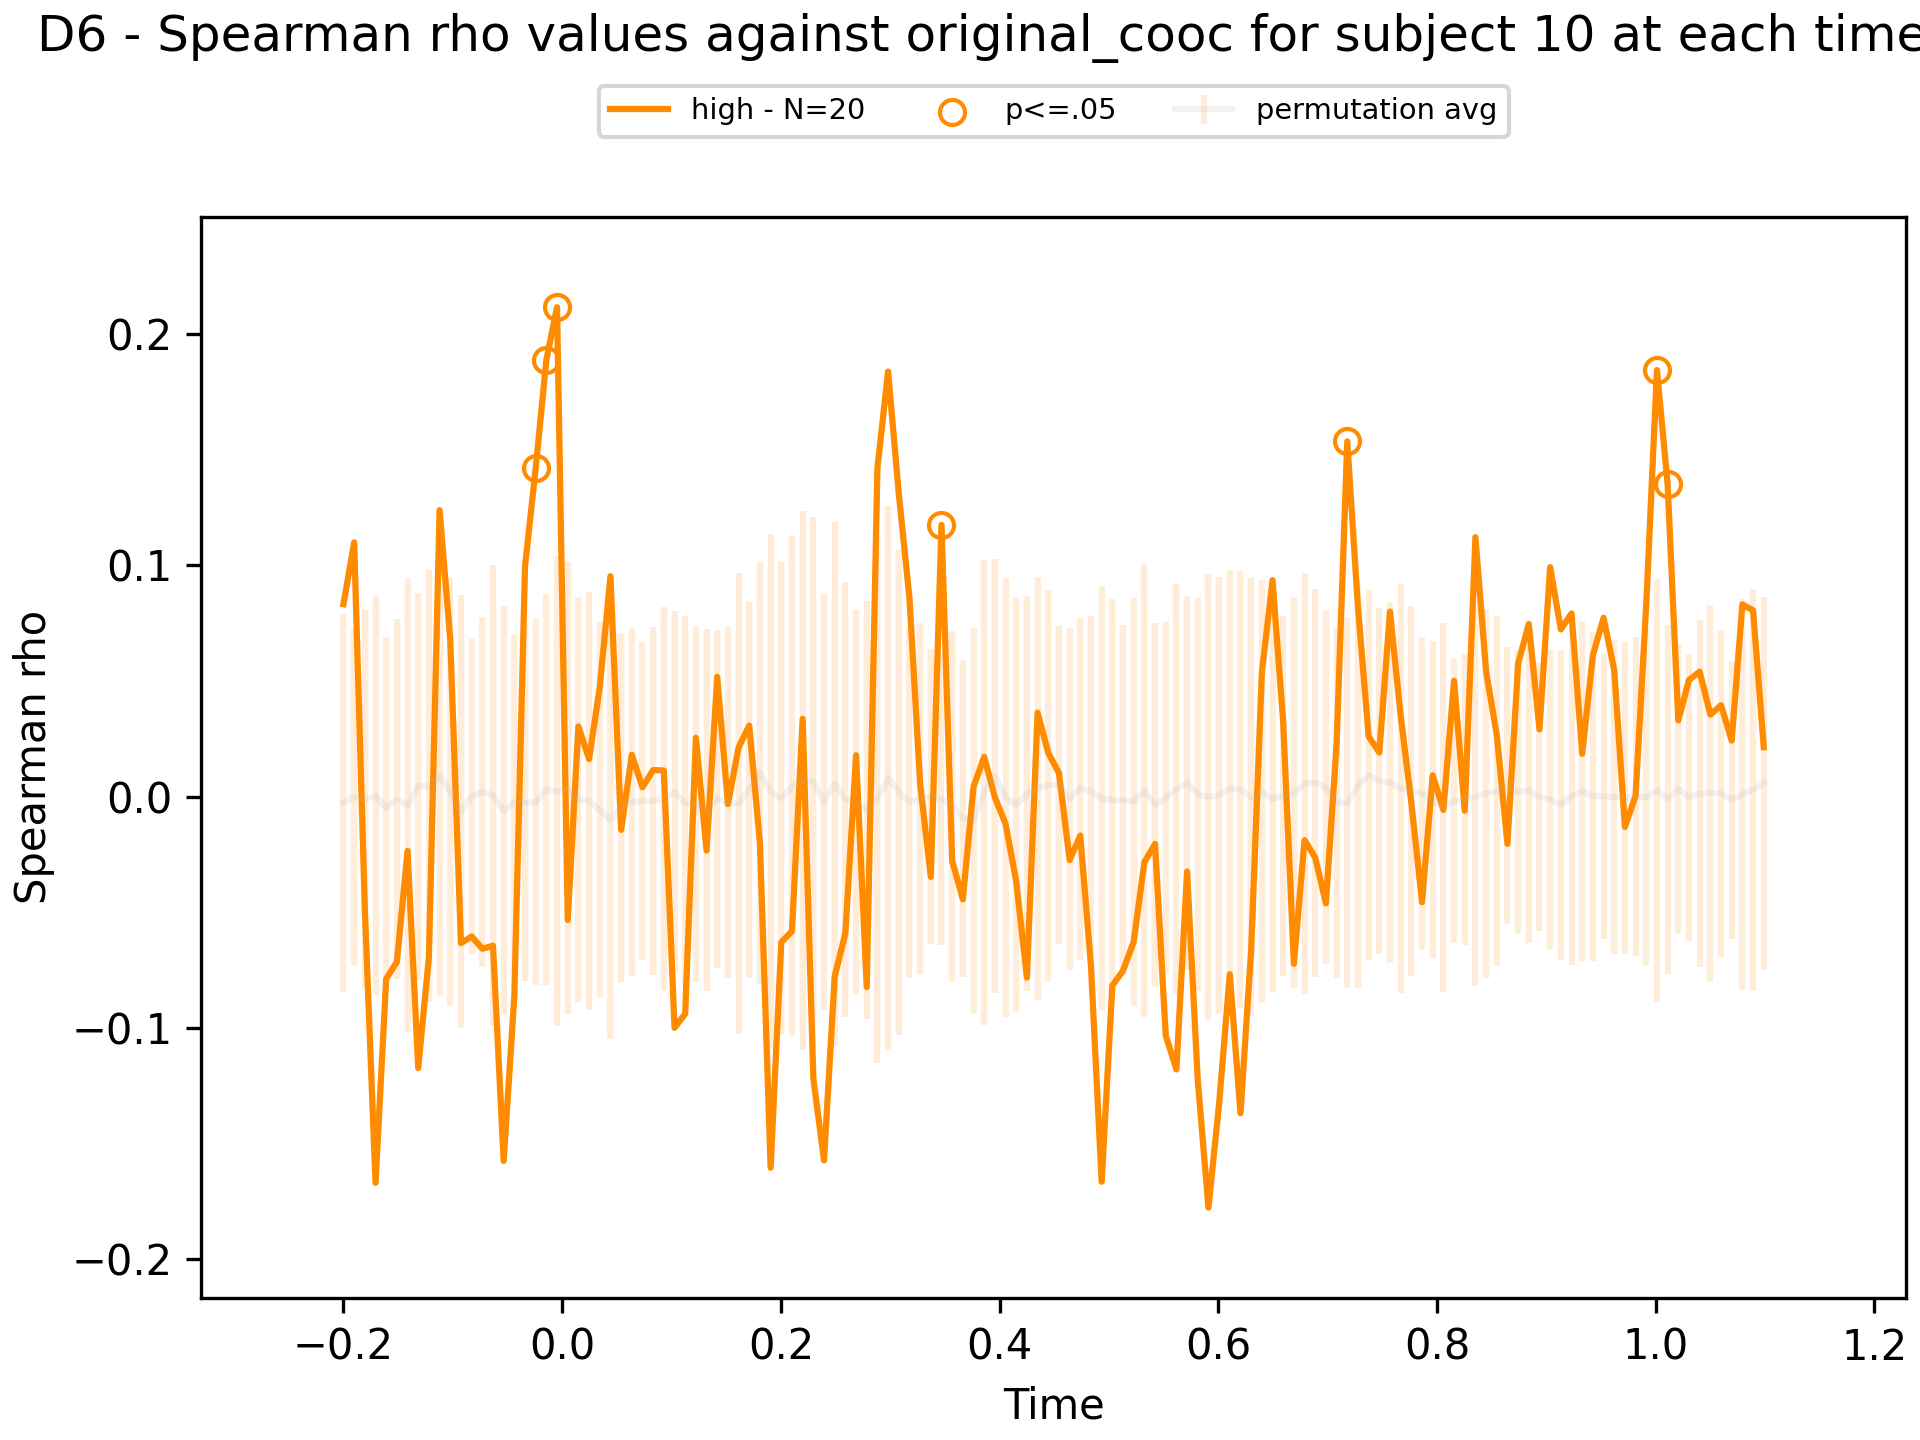 D6 - Spearman rho values against original_cooc for subject 10 at each time
high - N=20 p<=.05 permutation avg
0.2
0.1
0.0
−0.1
−0.2
Spearman rho
−0.2 0.0 0.2 0.4 0.6 0.8 1.0 1.2
Time